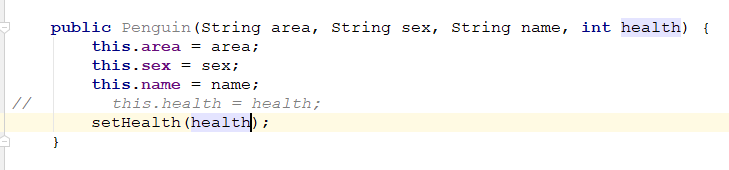 public Penguin(String area, String sex, String name, int health) {
this.area = area;
this.sex = sex;
this.name = name;
// this.health = health;
setHealth(health);
}